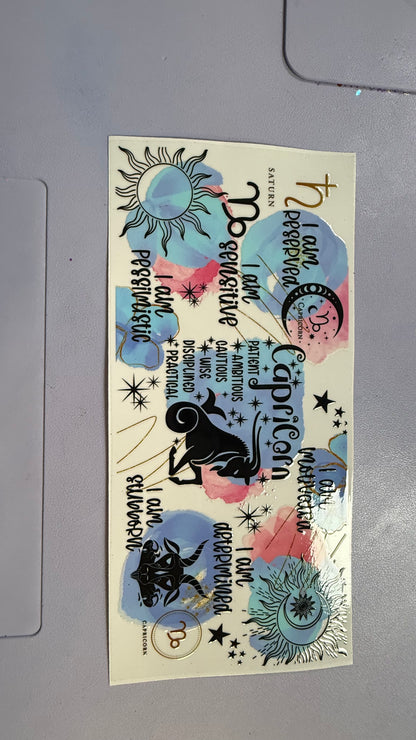 SATURN
I am
reserved
I am
sensitive
I am
pessimistic
CAPRICORN
Capricorn
PATIENT
AMBITIOUS
CAUTIOUS
WISE
DISCIPLINED
PRACTICAL
I am
motivated
I am
determined
I am
stubborn
CAPRICORN